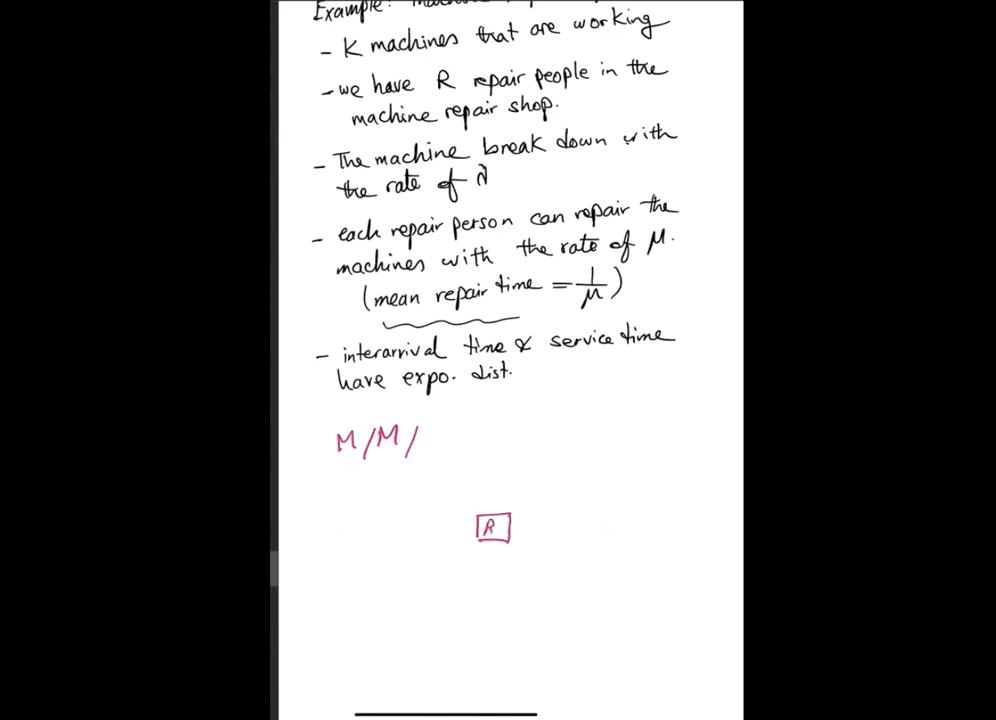 Example: Machine
- K machines that are working
- we have R repair people in the
machine repair shop.
- The machine break down with
the rate of λ
- each repair person can repair the
machines with the rate of μ.
(mean repair time = 1/μ)
- interarrival time & service time
have expo. dist.
M/M/
R